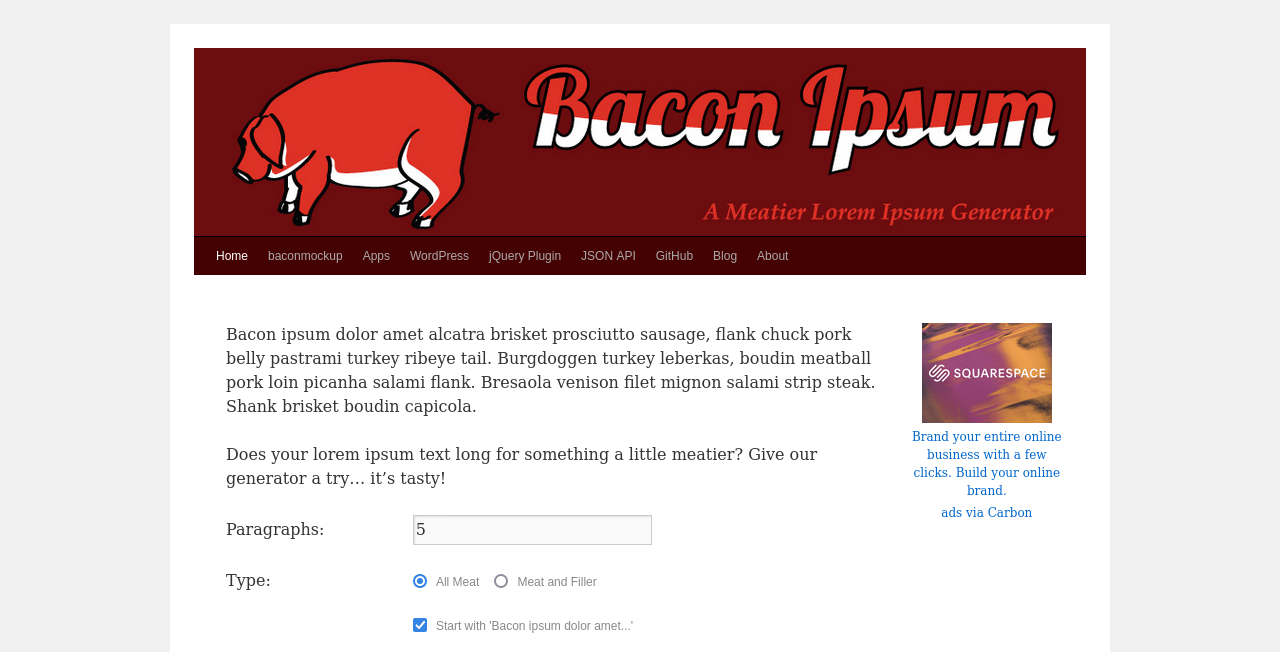 Bacon Ipsum
A Meatier Lorem Ipsum Generator
Home baconmockup Apps WordPress jQuery Plugin JSON API GitHub Blog About
Bacon ipsum dolor amet alcatra brisket prosciutto sausage, flank chuck pork
belly pastrami turkey ribeye tail. Burgdoggen turkey leberkas, boudin meatball
pork loin picanha salami flank. Bresaola venison filet mignon salami strip steak.
Shank brisket boudin capicola.
Does your lorem ipsum text long for something a little meatier? Give our
generator a try… it’s tasty!
Paragraphs: 5
Type: All Meat Meat and Filler
Start with 'Bacon ipsum dolor amet...'
SQUARESPACE
Brand your entire online
business with a few
clicks. Build your online
brand.
ads via Carbon